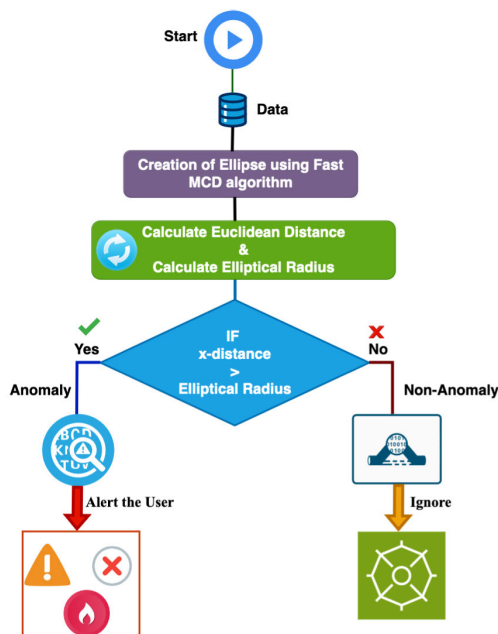 Start
Data
Creation of Ellipse using Fast
MCD algorithm
Calculate Euclidean Distance
&
Calculate Elliptical Radius
IF
x-distance
>
Elliptical Radius
Yes
No
Anomaly
Non-Anomaly
Alert the User
Ignore